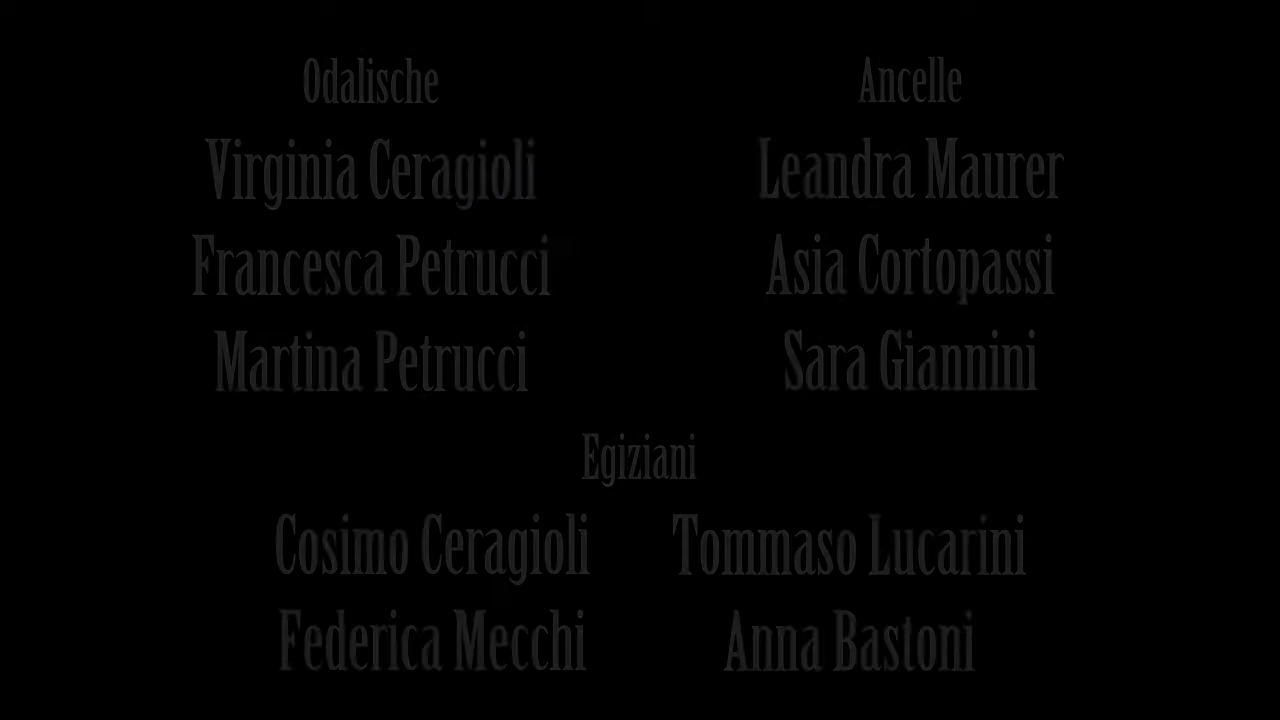 Odalische
Virginia Ceragioli
Francesca Petrucci
Martina Petrucci
Ancelle
Leandra Maurer
Asia Cortopassi
Sara Giannini
Egiziani
Cosimo Ceragioli
Tommaso Lucarini
Federica Mecchi
Anna Bastoni